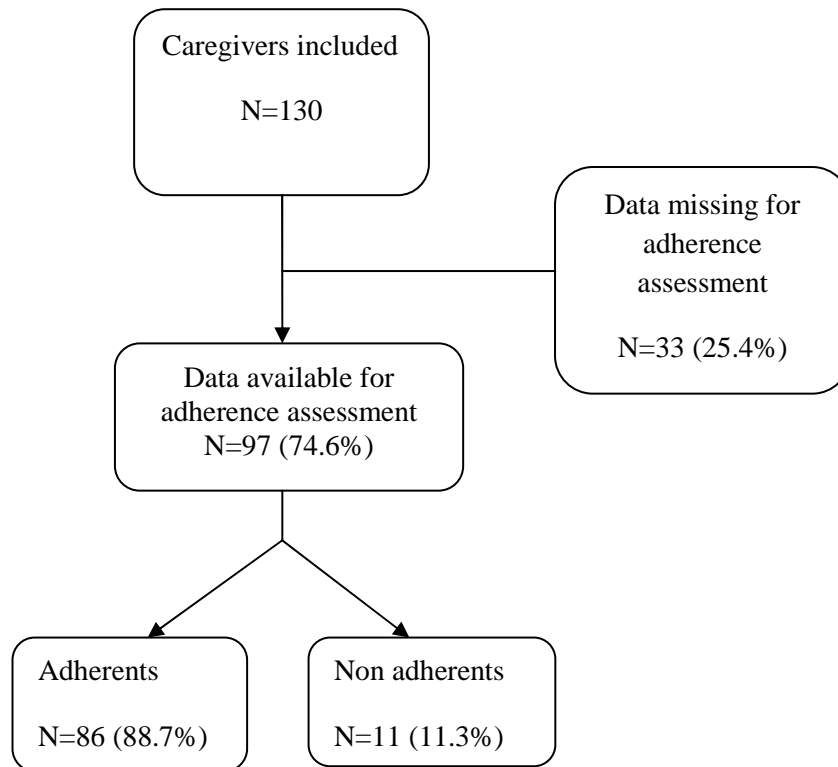 Caregivers included
N=130
Data missing for
adherence
assessment
N=33 (25.4%)
Data available for
adherence assessment
N=97 (74.6%)
Adherents
N=86 (88.7%)
Non adherents
N=11 (11.3%)